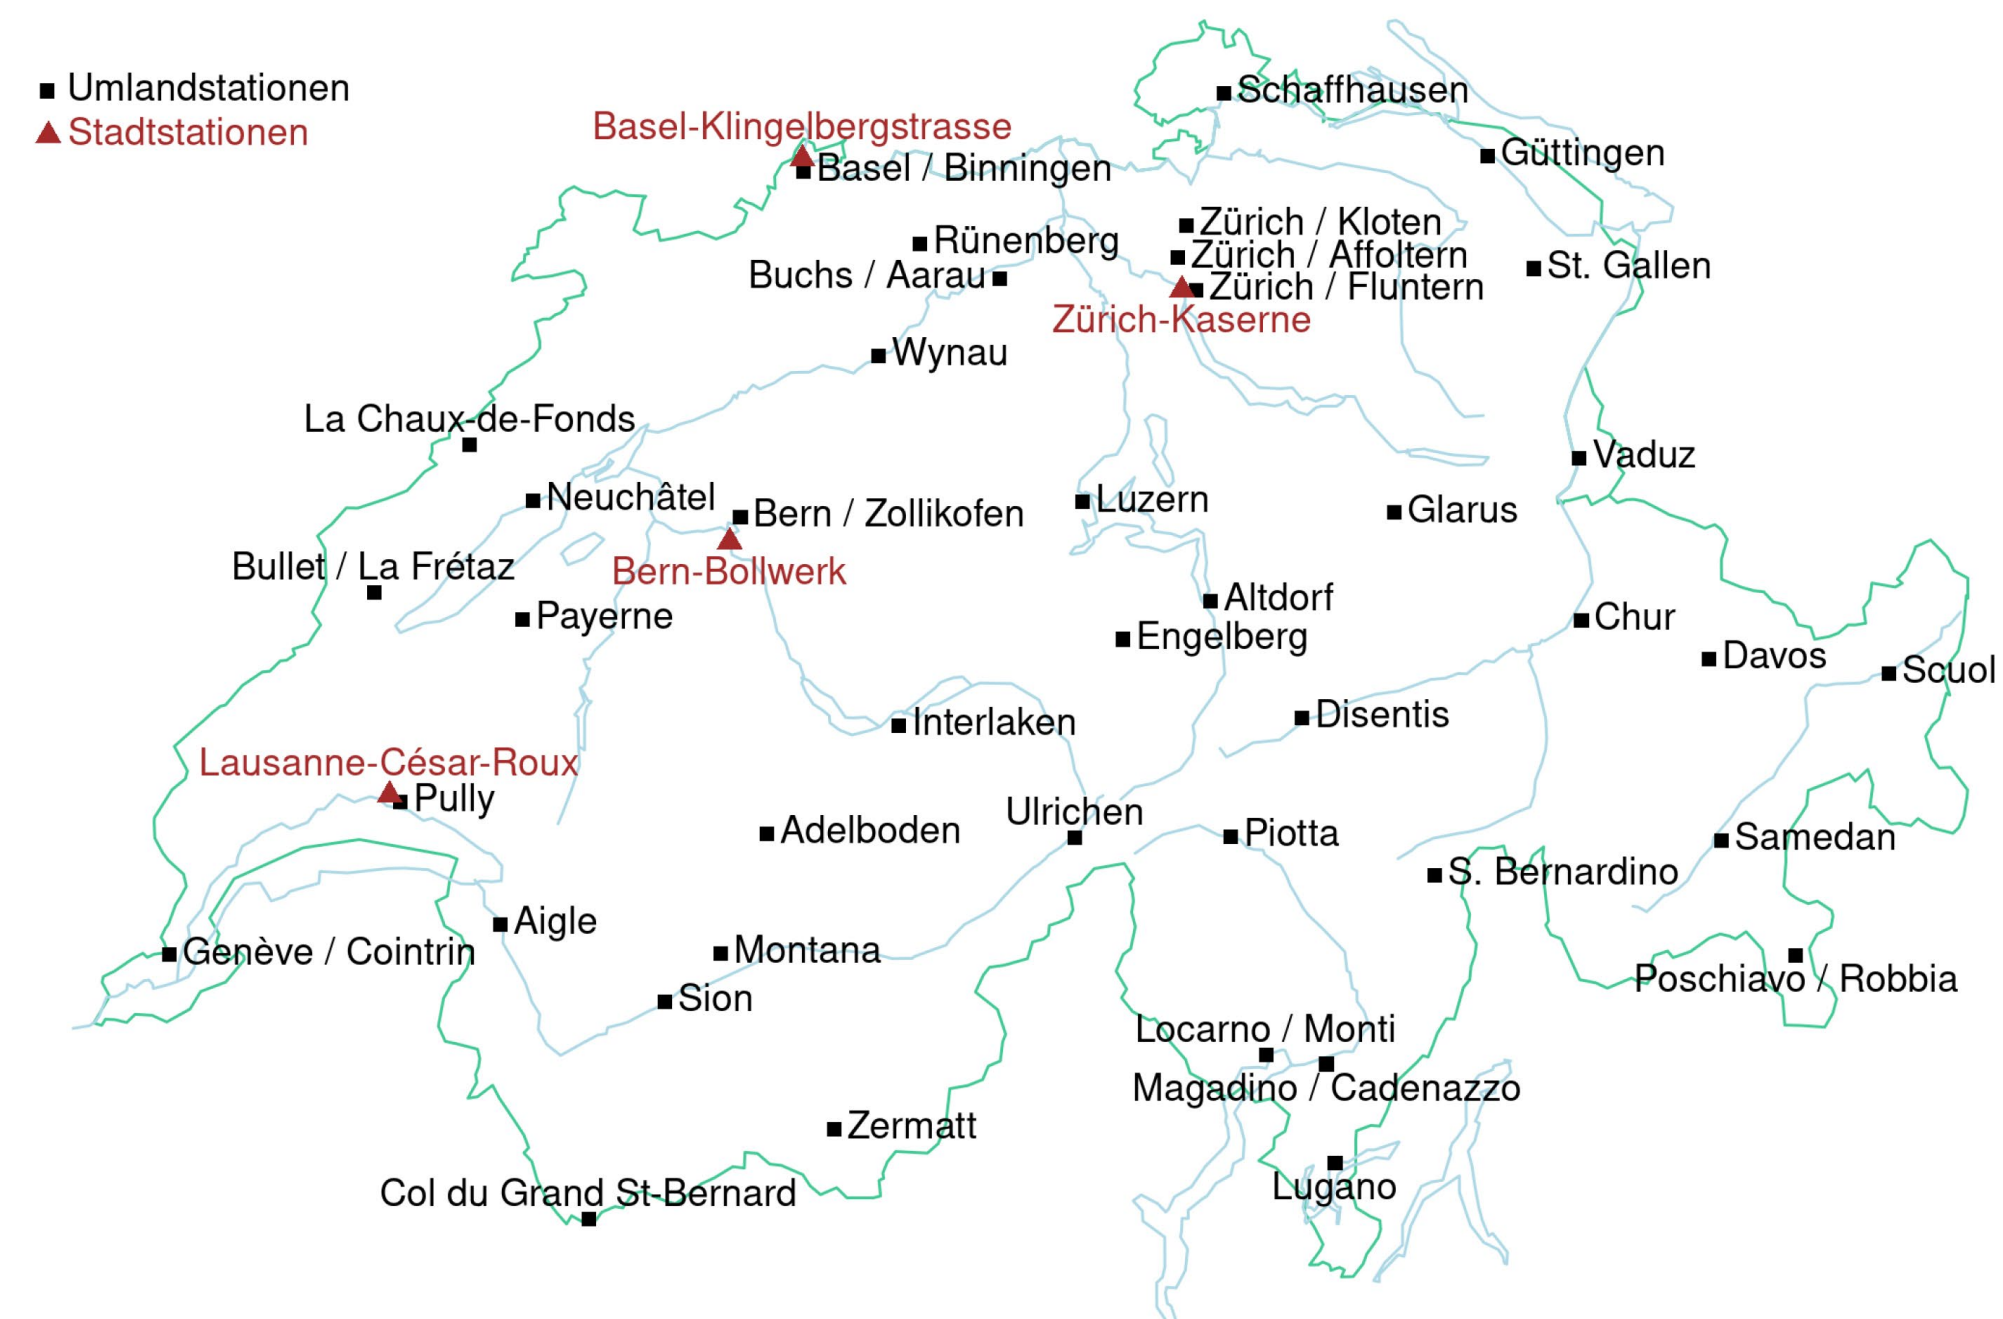 Umlandstationen
Stadtstationen
Schaffhausen
Basel-Klingelbergstrasse
Güttingen
Basel / Binningen
Zürich / Kloten
Rünenberg
Zürich / Affoltern
St. Gallen
Buchs / Aarau
Zürich / Fluntern
Zürich-Kaserne
Wynau
La Chaux-de-Fonds
Vaduz
Neuchâtel
Luzern
Glarus
Bern / Zollikofen
Bullet / La Frétaz
Bern-Bollwerk
Altdorf
Payerne
Chur
Engelberg
Davos
Scuol
Disentis
Interlaken
Lausanne-César-Roux
Pully
Ulrichen
Adelboden
Piotta
Samedan
S. Bernardino
Aigle
Montana
Genève / Cointrin
Poschiavo / Robbia
Sion
Locarno / Monti
Magadino / Cadenazzo
Zermatt
Lugano
Col du Grand St-Bernard